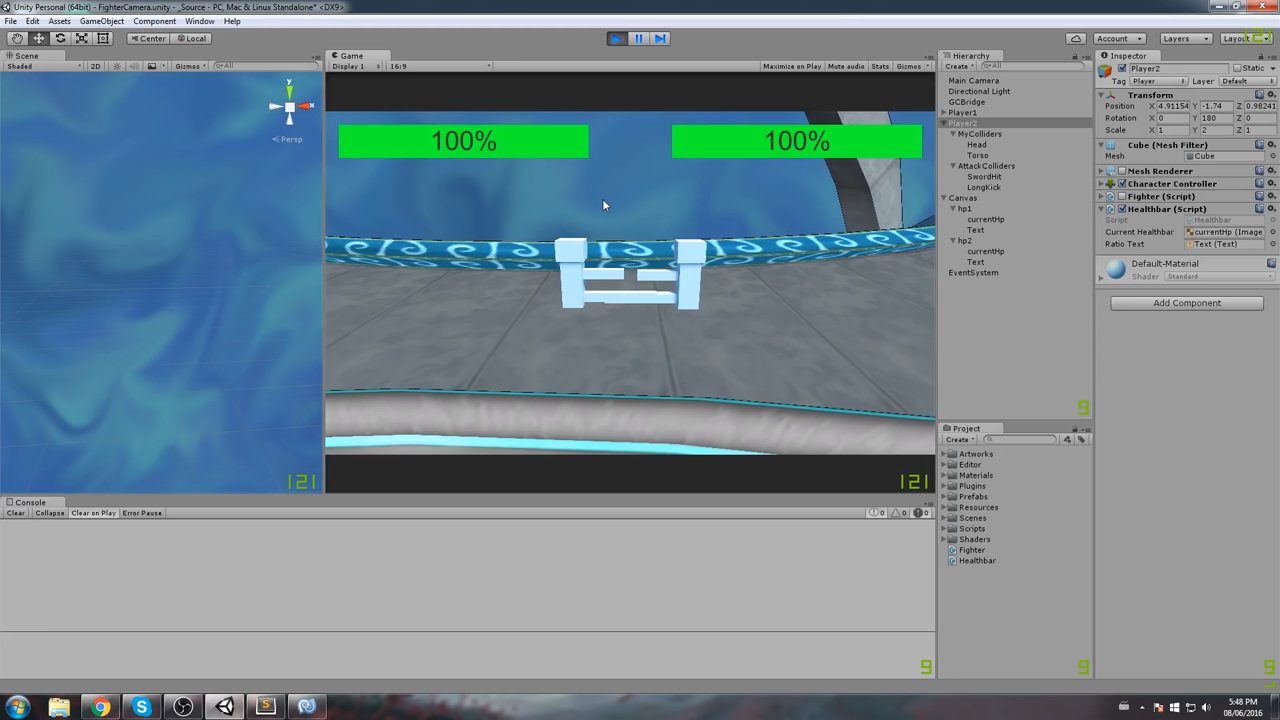 Unity Personal (64bit) - FighterCamera.unity - _Source - PC, Mac & Linux Standalone* <DX9>
File Edit Assets GameObject Component Window Help
Center Local Account Layers Layout
121
Scene
Shaded 2D Gizmos All
y
x
Persp
121
Game
Display 1 16:9 Maximize on Play Mute audio Stats Gizmos
100% 100%
121
Console
Clear Collapse Clear on Play Error Pause 0 0 0
9
Hierarchy
Create All
Main Camera
Directional Light
GCBridge
Player1
Player2
MyColliders
Head
Torso
AttackColliders
SwordHit
LongKick
Canvas
hp1
currentHp
Text
hp2
currentHp
Text
EventSystem
9
Project
Create
Artworks
Editor
Materials
Plugins
Prefabs
Resources
Scenes
Scripts
Shaders
Fighter
Healthbar
9
Inspector
Player2 Static
Tag Player Layer Default
Transform
Position X 4.91154 Y -1.74 Z 0.98241
Rotation X 0 Y 180 Z 0
Scale X 1 Y 2 Z 1
Cube (Mesh Filter)
Mesh Cube
Mesh Renderer
Character Controller
Fighter (Script)
Healthbar (Script)
Script Healthbar
Current Healthbar currentHp (Image
Ratio Text Text (Text)
Default-Material
Shader Standard
Add Component
9
5:48 PM
08/06/2016